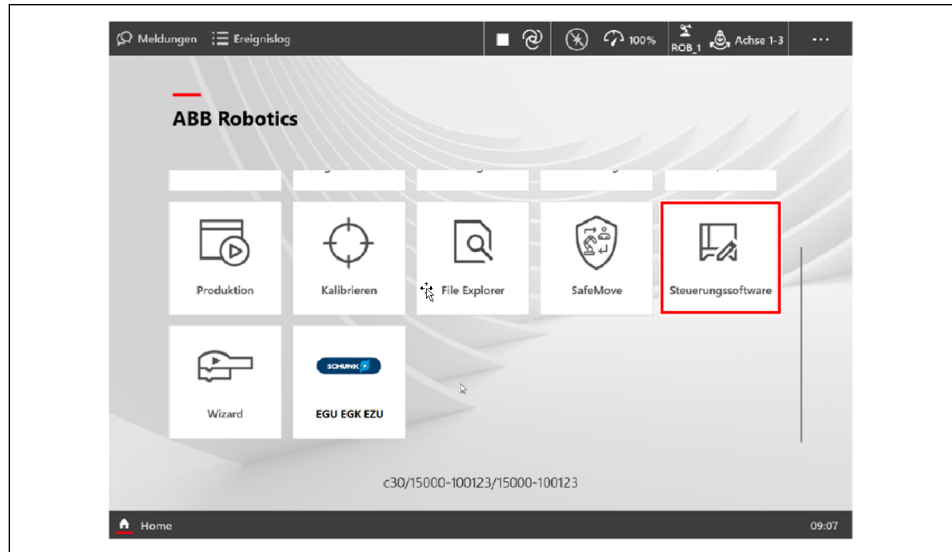 Meldungen
Ereignislog
100%
ROB_1
Achse 1-3
ABB Robotics
Produktion
Kalibrieren
File Explorer
SafeMove
Steuerungssoftware
Wizard
SCHUNK
EGU EGK EZU
c30/15000-100123/15000-100123
Home
09:07